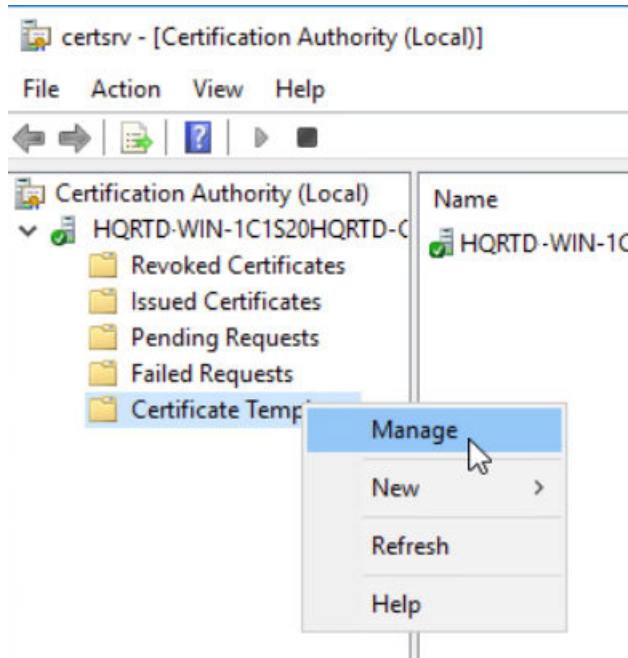 certsrv - [Certification Authority (Local)]
File Action View Help
Certification Authority (Local)
HQRTD-WIN-1C1S20HQRTD-C
Revoked Certificates
Issued Certificates
Pending Requests
Failed Requests
Certificate Temp
Name
HQRTD-WIN-1C
Manage
New
Refresh
Help